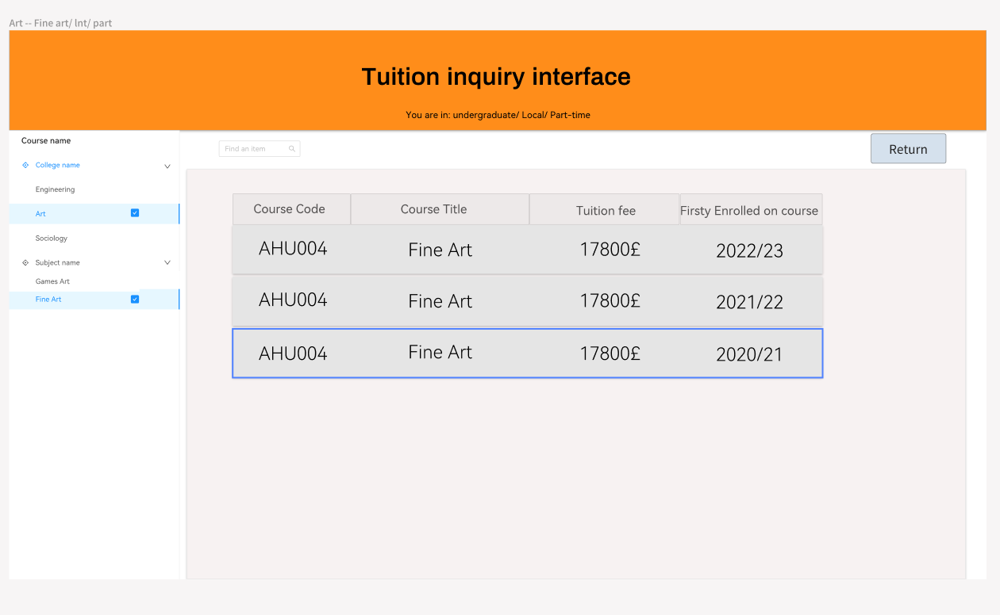 Art -- Fine art/ lnt/ part
Tuition inquiry interface
You are in: undergraduate/ Local/ Part-time
Course name
College name
Engineering
Art
Sociology
Subject name
Games Art
Fine Art
Find an item
Return
Course Code Course Title Tuition fee Firsty Enrolled on course
AHU004 Fine Art 17800£ 2022/23
AHU004 Fine Art 17800£ 2021/22
AHU004 Fine Art 17800£ 2020/21